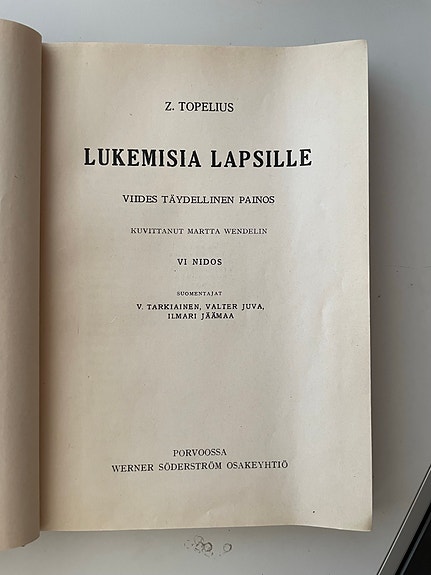 Z. TOPELIUS
LUKEMISIA LAPSILLE
VIIDES TÄYDELLINEN PAINOS
KUVITTANUT MARTTA WENDELIN
VI NIDOS
SUOMENTAJAT
V. TARKIAINEN, VALTER JUVA,
ILMARI JÄÄMAA
PORVOOSSA
WERNER SÖDERSTRÖM OSAKEYHTIÖ